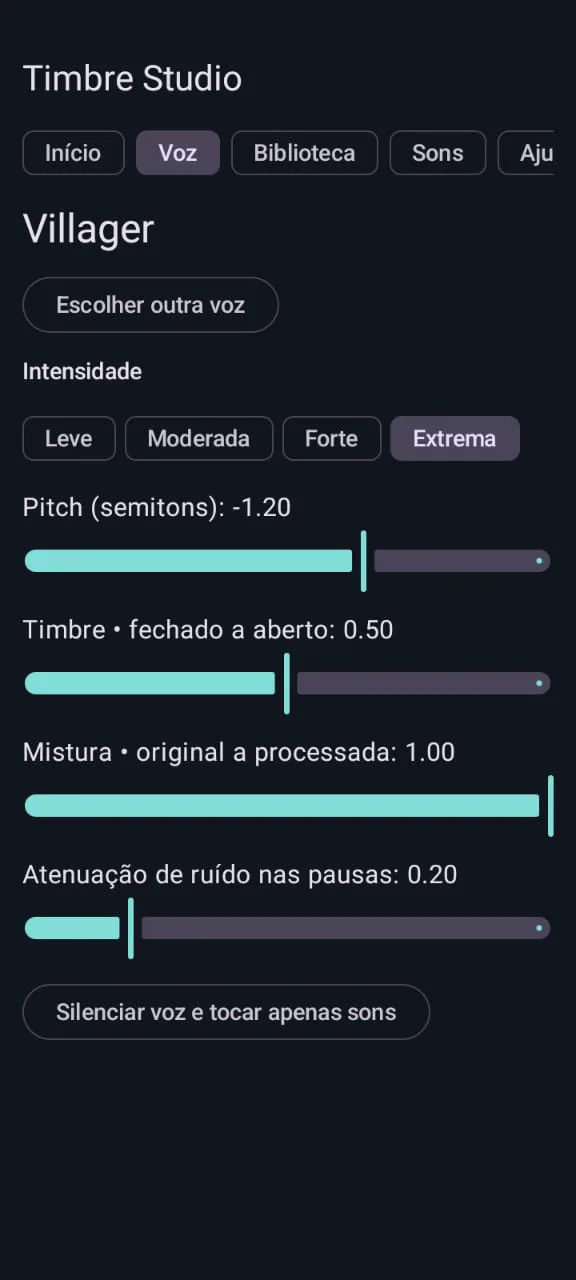 Timbre Studio
Início Voz Biblioteca Sons Aju
Villager
Escolher outra voz
Intensidade
Leve Moderada Forte Extrema
Pitch (semitons): -1.20
Timbre • fechado a aberto: 0.50
Mistura • original a processada: 1.00
Atenuação de ruído nas pausas: 0.20
Silenciar voz e tocar apenas sons